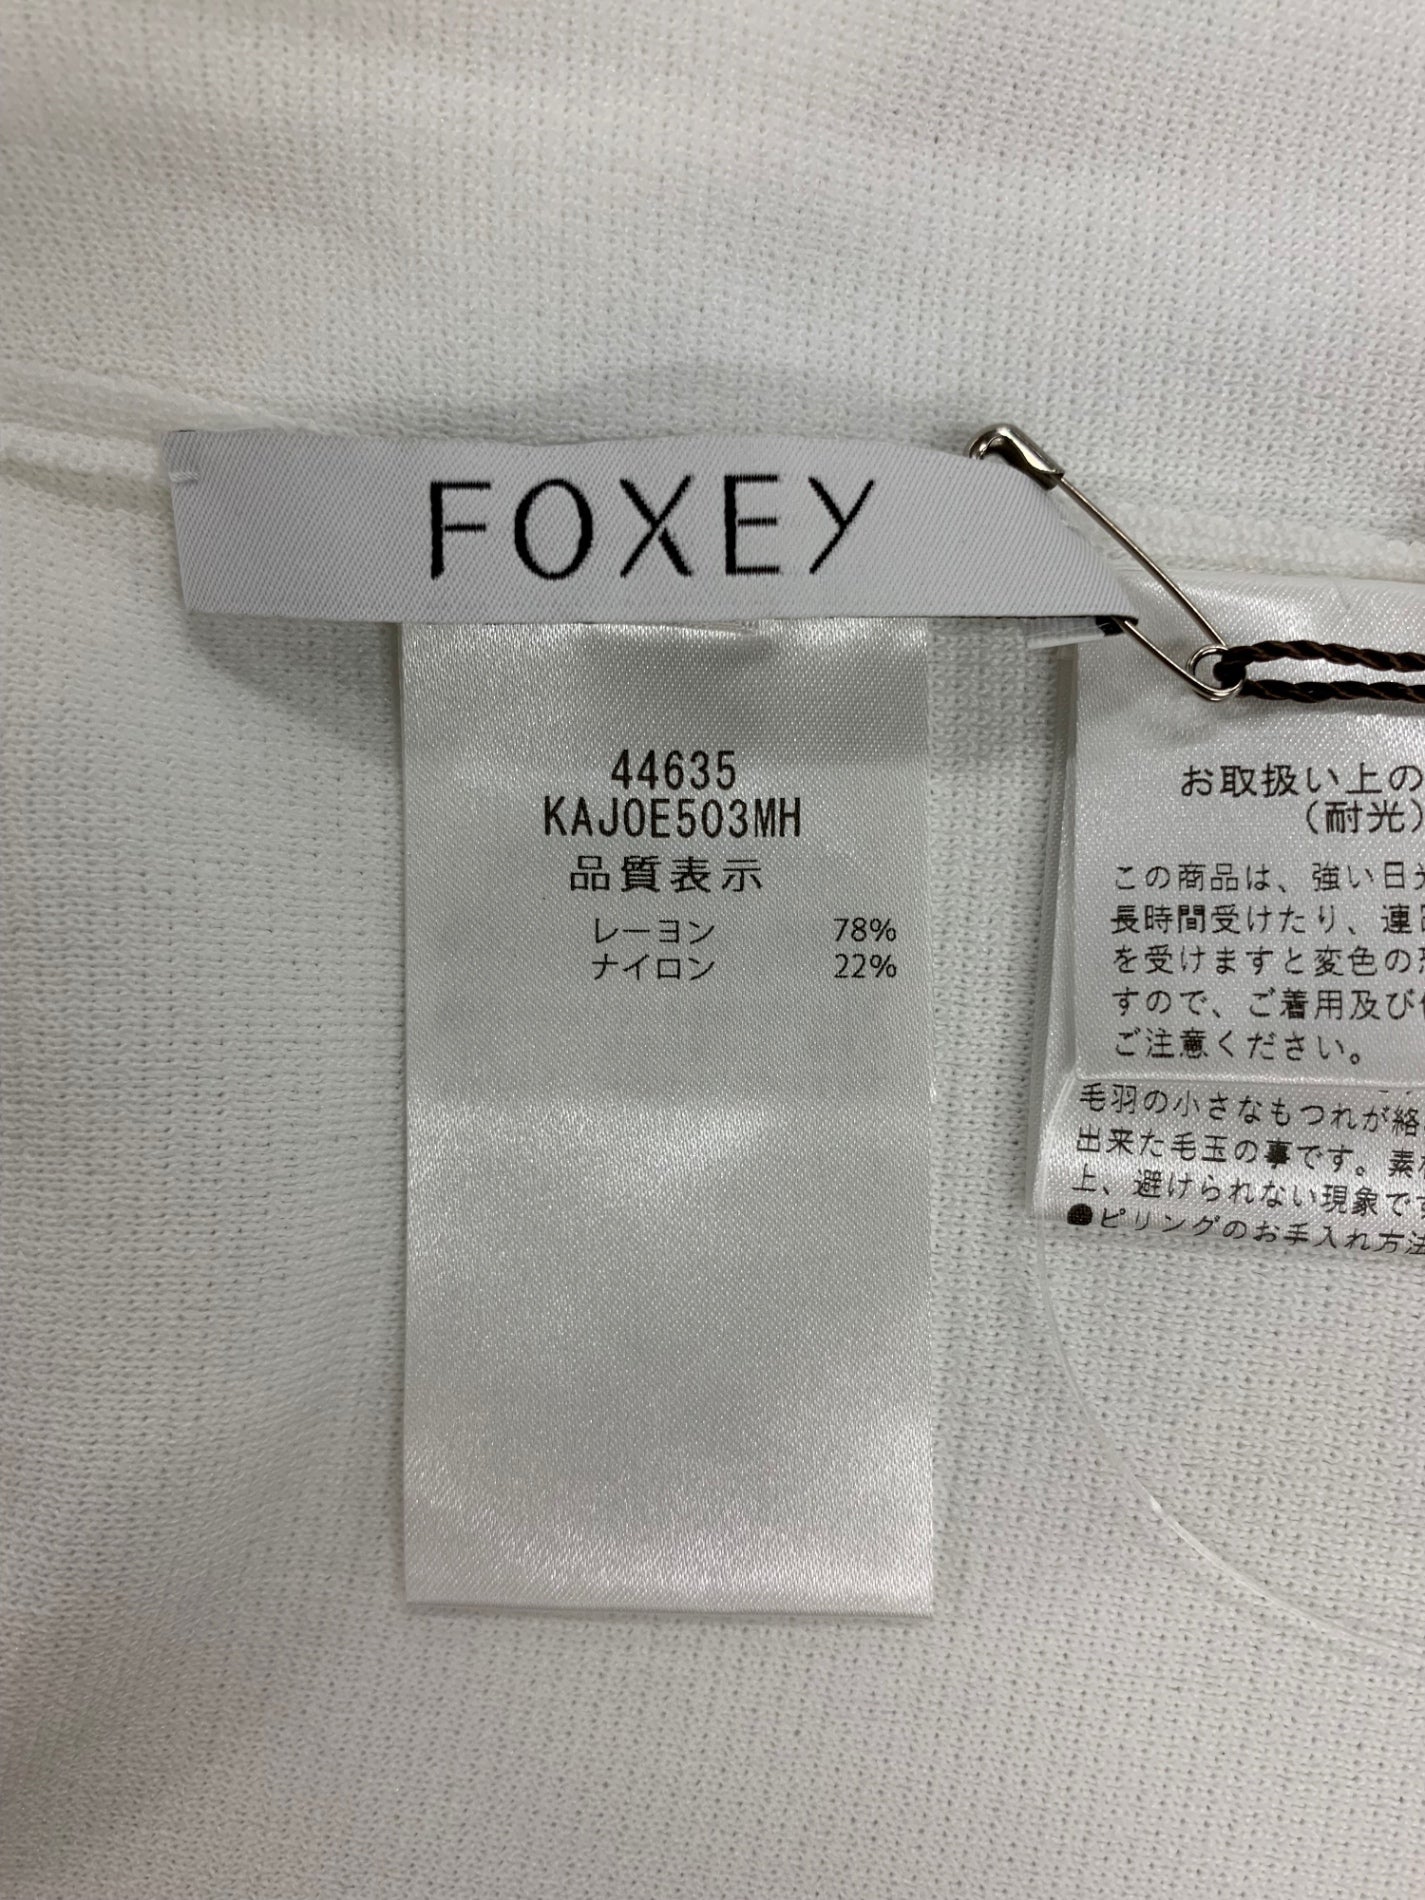 FOXEY
44635
KAJOE503MH
品質表示
レーヨン 78%
ナイロン 22%
お取扱い上の
(耐光)
この商品は、強い日光
長時間受けたり、連
を受けますと変色の
すので、ご着用及び
ご注意ください。
毛羽の小さなもつれが絡
出来た毛玉の事です。素
上、避けられない現象で
●ピリングのお手入れ方法